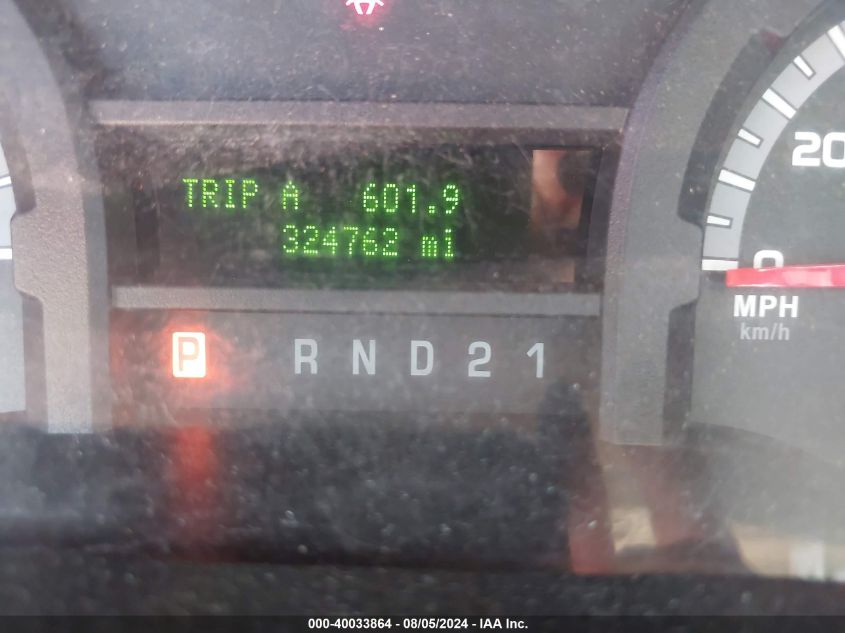 TRIP A 601.9
324762 mi
P R N D 2 1
20
0
MPH
km/h
000-40033864 - 08/05/2024 - IAA Inc.